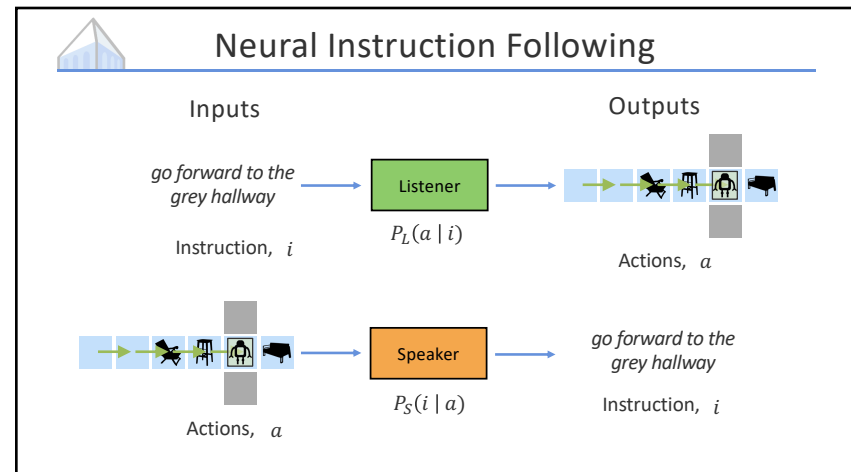 Neural Instruction Following
Inputs
Outputs
go forward to the
grey hallway
Listener
P_L(a | i)
Instruction, i
Actions, a
Speaker
P_S(i | a)
go forward to the
grey hallway
Actions, a
Instruction, i